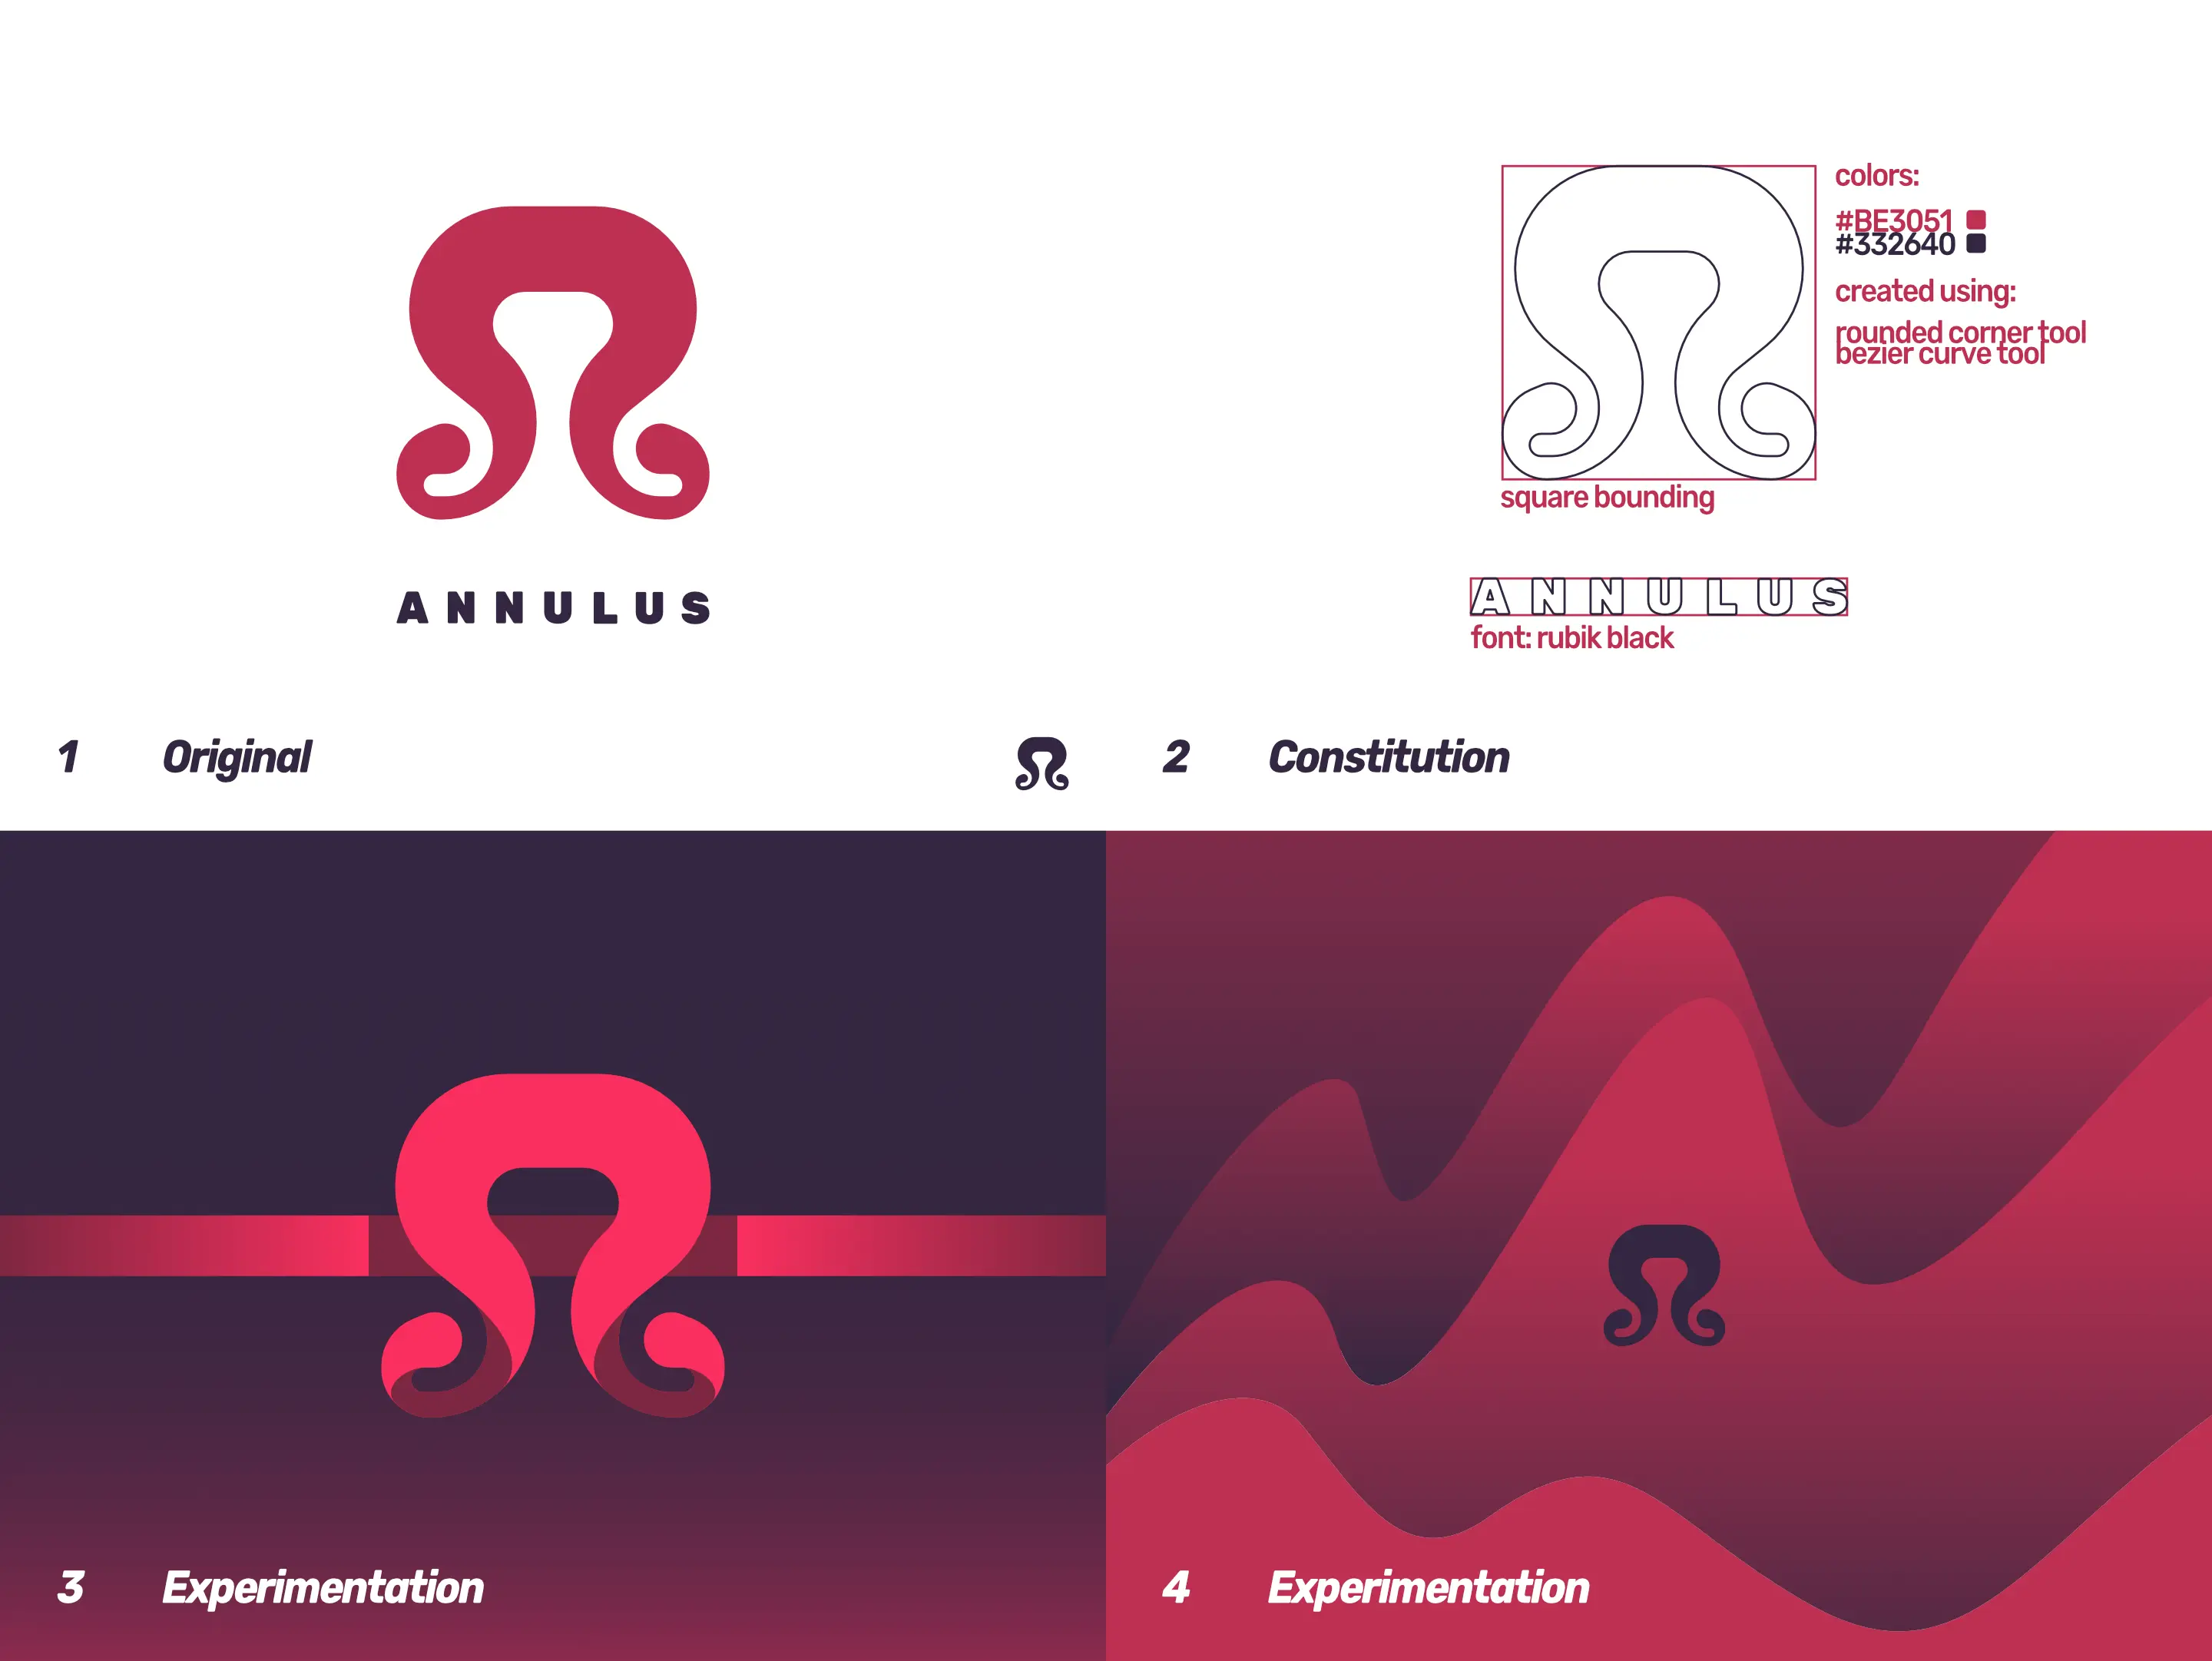 ANNULUS
1 Original
colors:
#BE3051
#332640
created using:
rounded corner tool
bezier curve tool
square bounding
ANNULUS
font: rubik black
2 Constitution
3 Experimentation
4 Experimentation